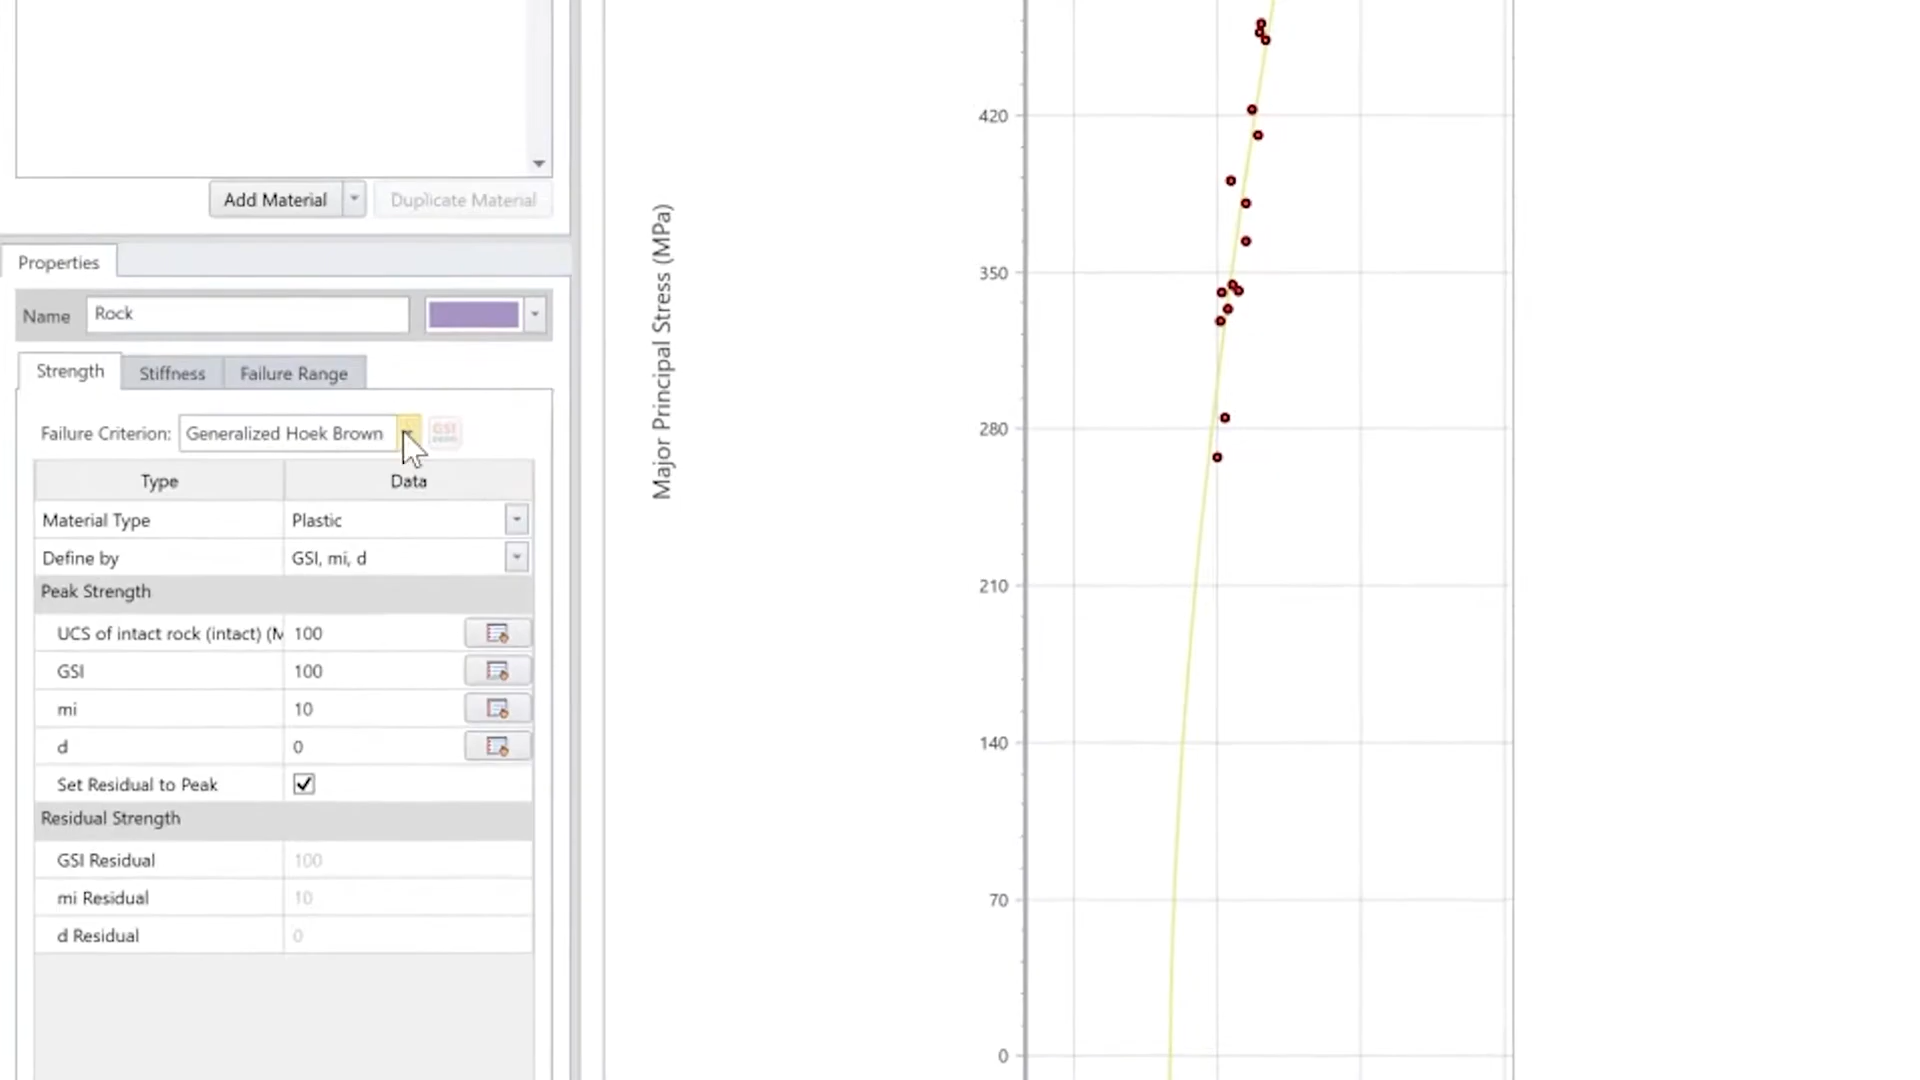 Add Material
Duplicate Material
Properties
Name
Rock
Strength
Stiffness
Failure Range
Failure Criterion:
Generalized Hoek Brown
GSI
Type
Data
Material Type
Plastic
Define by
GSI, mi, d
Peak Strength
UCS of intact rock (intact) (M
100
GSI
100
mi
10
d
0
Set Residual to Peak
Residual Strength
GSI Residual
100
mi Residual
10
d Residual
0
Major Principal Stress (MPa)
420
350
280
210
140
70
0